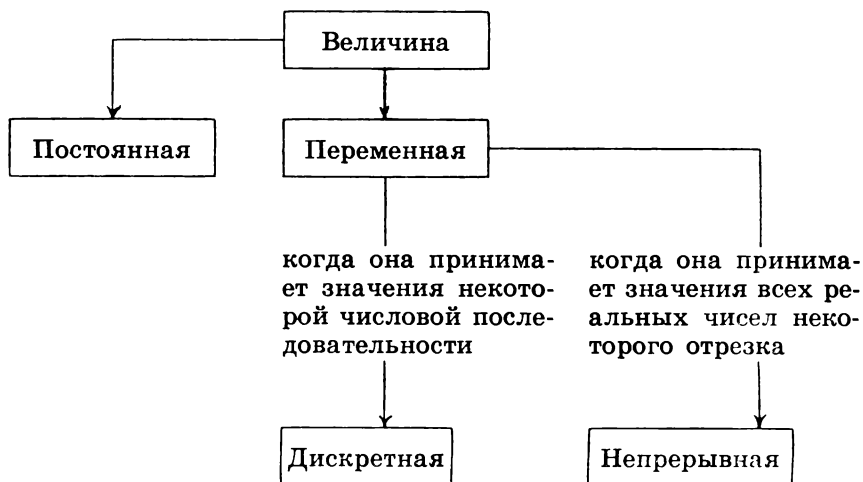 Величина
Постоянная
Переменная
когда она принима-
ет значения некото-
рой числовой после-
довательности
когда она принима-
ет значения всех ре-
альных чисел неко-
торого отрезка
Дискретная
Непрерывная